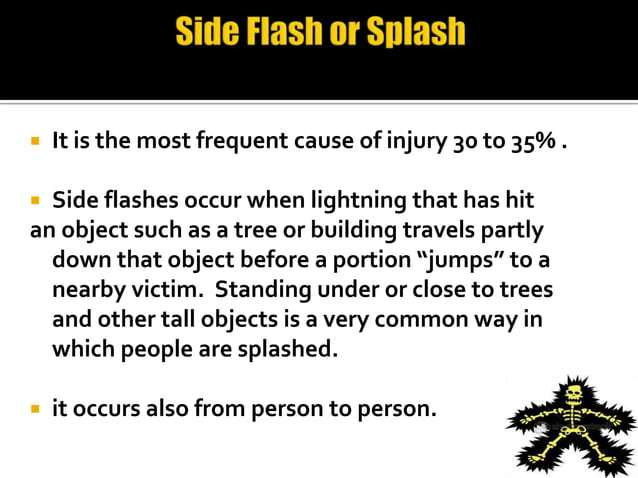 Side Flash or Splash
It is the most frequent cause of injury 30 to 35% .
Side flashes occur when lightning that has hit
an object such as a tree or building travels partly
down that object before a portion “jumps” to a
nearby victim.  Standing under or close to trees
and other tall objects is a very common way in
which people are splashed.
it occurs also from person to person.